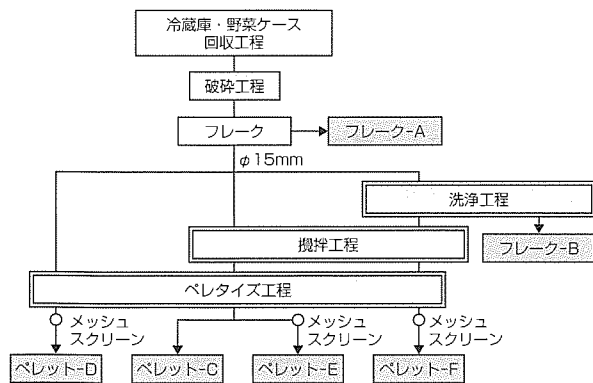 冷蔵庫・野菜ケース
回収工程
破砕工程
フレーク
フレーク-A
φ15mm
洗浄工程
攪拌工程
フレーク-B
ペレタイズ工程
メッシュ
スクリーン
メッシュ
スクリーン
メッシュ
スクリーン
ペレット-D
ペレット-C
ペレット-E
ペレット-F